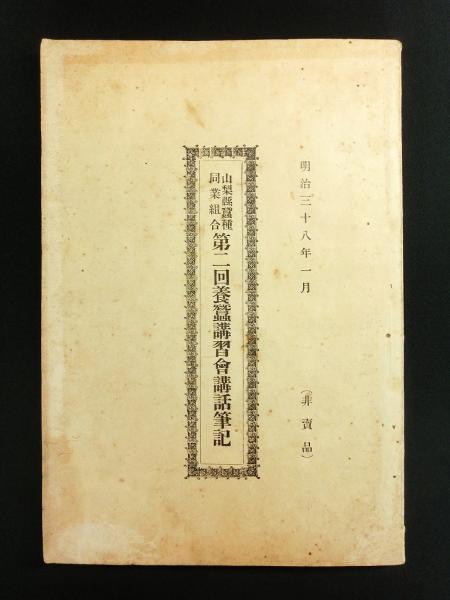 明治三十八年一月
(非賣品)
山梨縣蠶種
同業組合
第二回養蠶講習會講話筆記